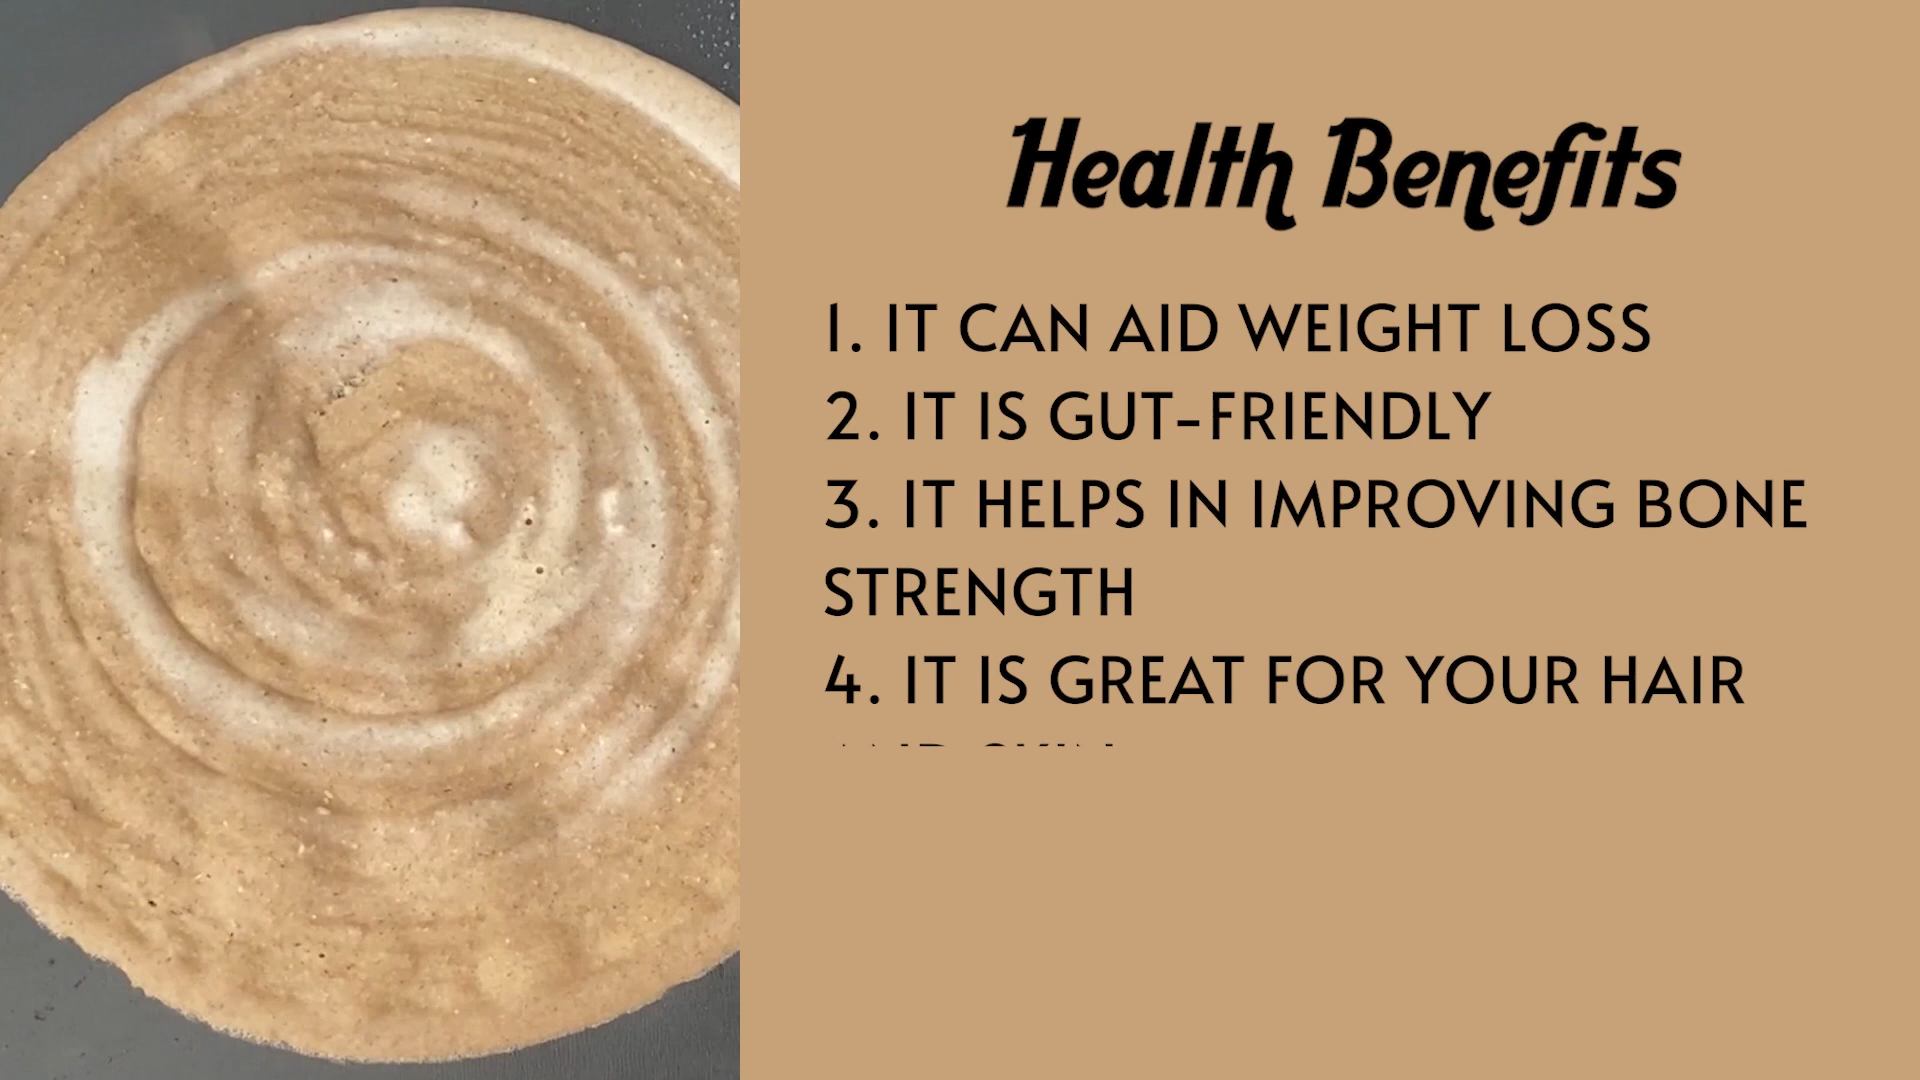 Health Benefits
1. IT CAN AID WEIGHT LOSS
2. IT IS GUT-FRIENDLY
3. IT HELPS IN IMPROVING BONE
STRENGTH
4. IT IS GREAT FOR YOUR HAIR